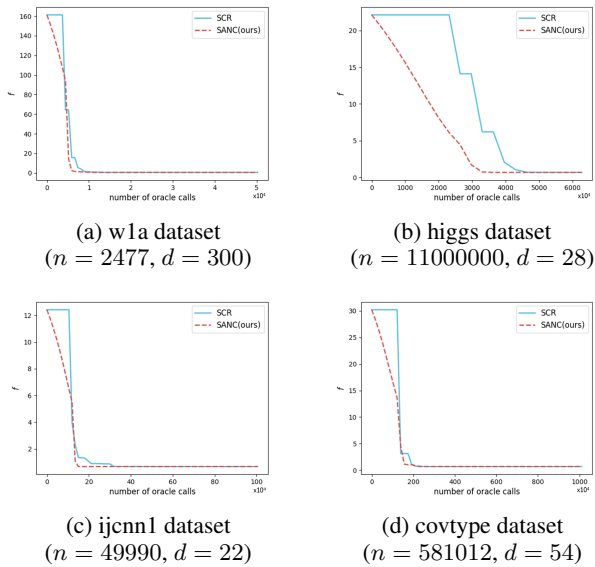 160
140
120
100
80
60
40
20
0
f
0
1
2
3
4
5
number of oracle calls
x10⁴
SCR
SANC(ours)
(a) w1a dataset
(n = 2477, d = 300)
20
15
10
5
0
f
0
1000
2000
3000
4000
5000
6000
number of oracle calls
x10⁴
SCR
SANC(ours)
(b) higgs dataset
(n = 11000000, d = 28)
12
10
8
6
4
2
f
0
20
40
60
80
100
number of oracle calls
x10⁴
SCR
SANC(ours)
(c) ijcnn1 dataset
(n = 49990, d = 22)
30
25
20
15
10
5
0
f
0
200
400
600
800
1000
number of oracle calls
x10⁴
SCR
SANC(ours)
(d) covtype dataset
(n = 581012, d = 54)